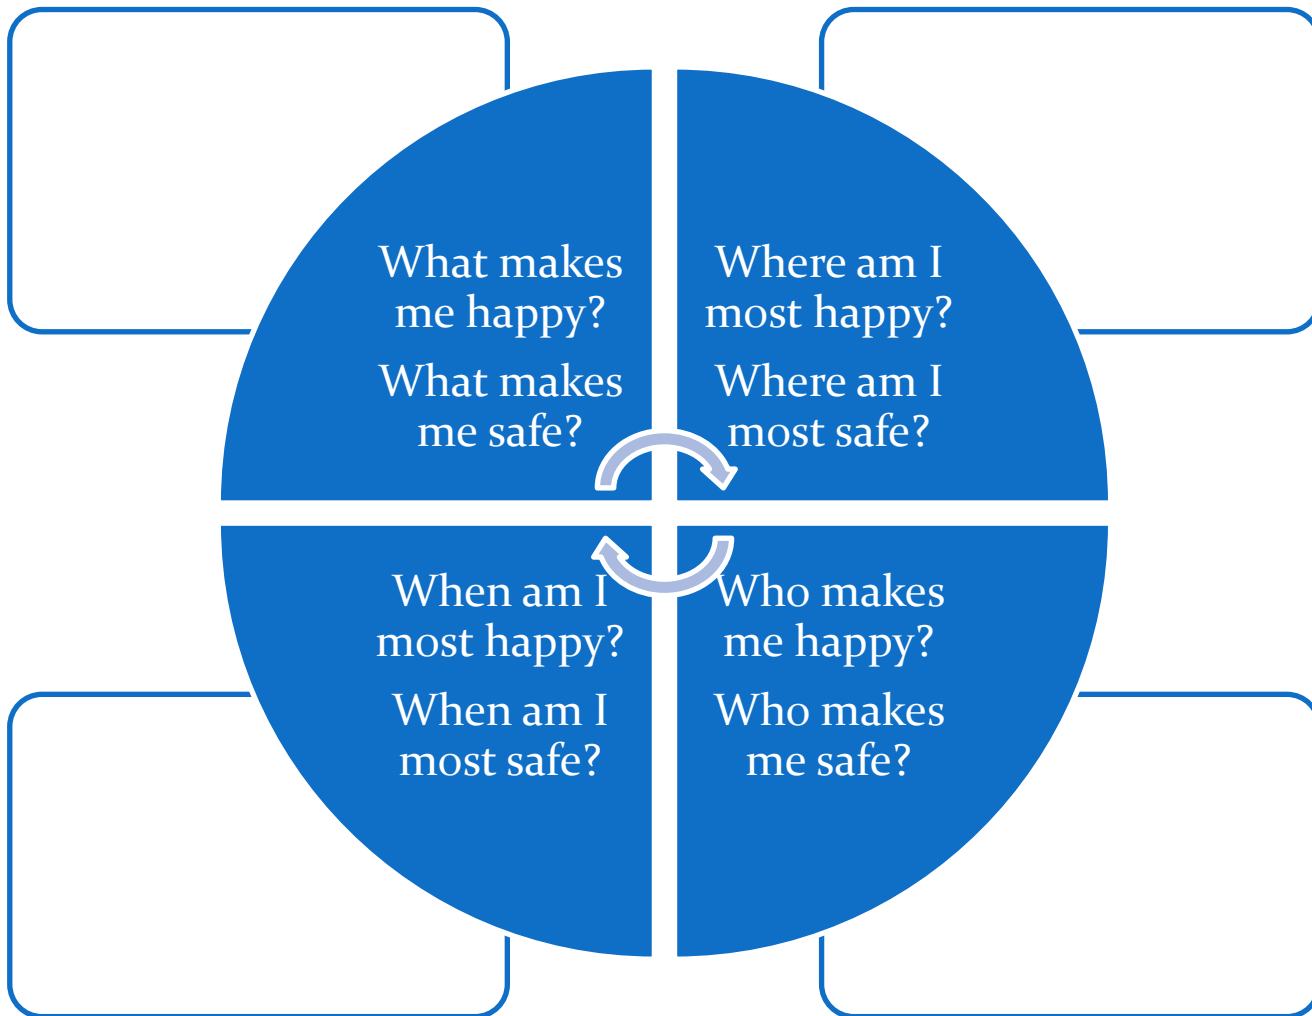 What makes
me happy?
What makes
me safe?
Where am I
most happy?
Where am I
most safe?
When am I
most happy?
When am I
most safe?
Who makes
me happy?
Who makes
me safe?